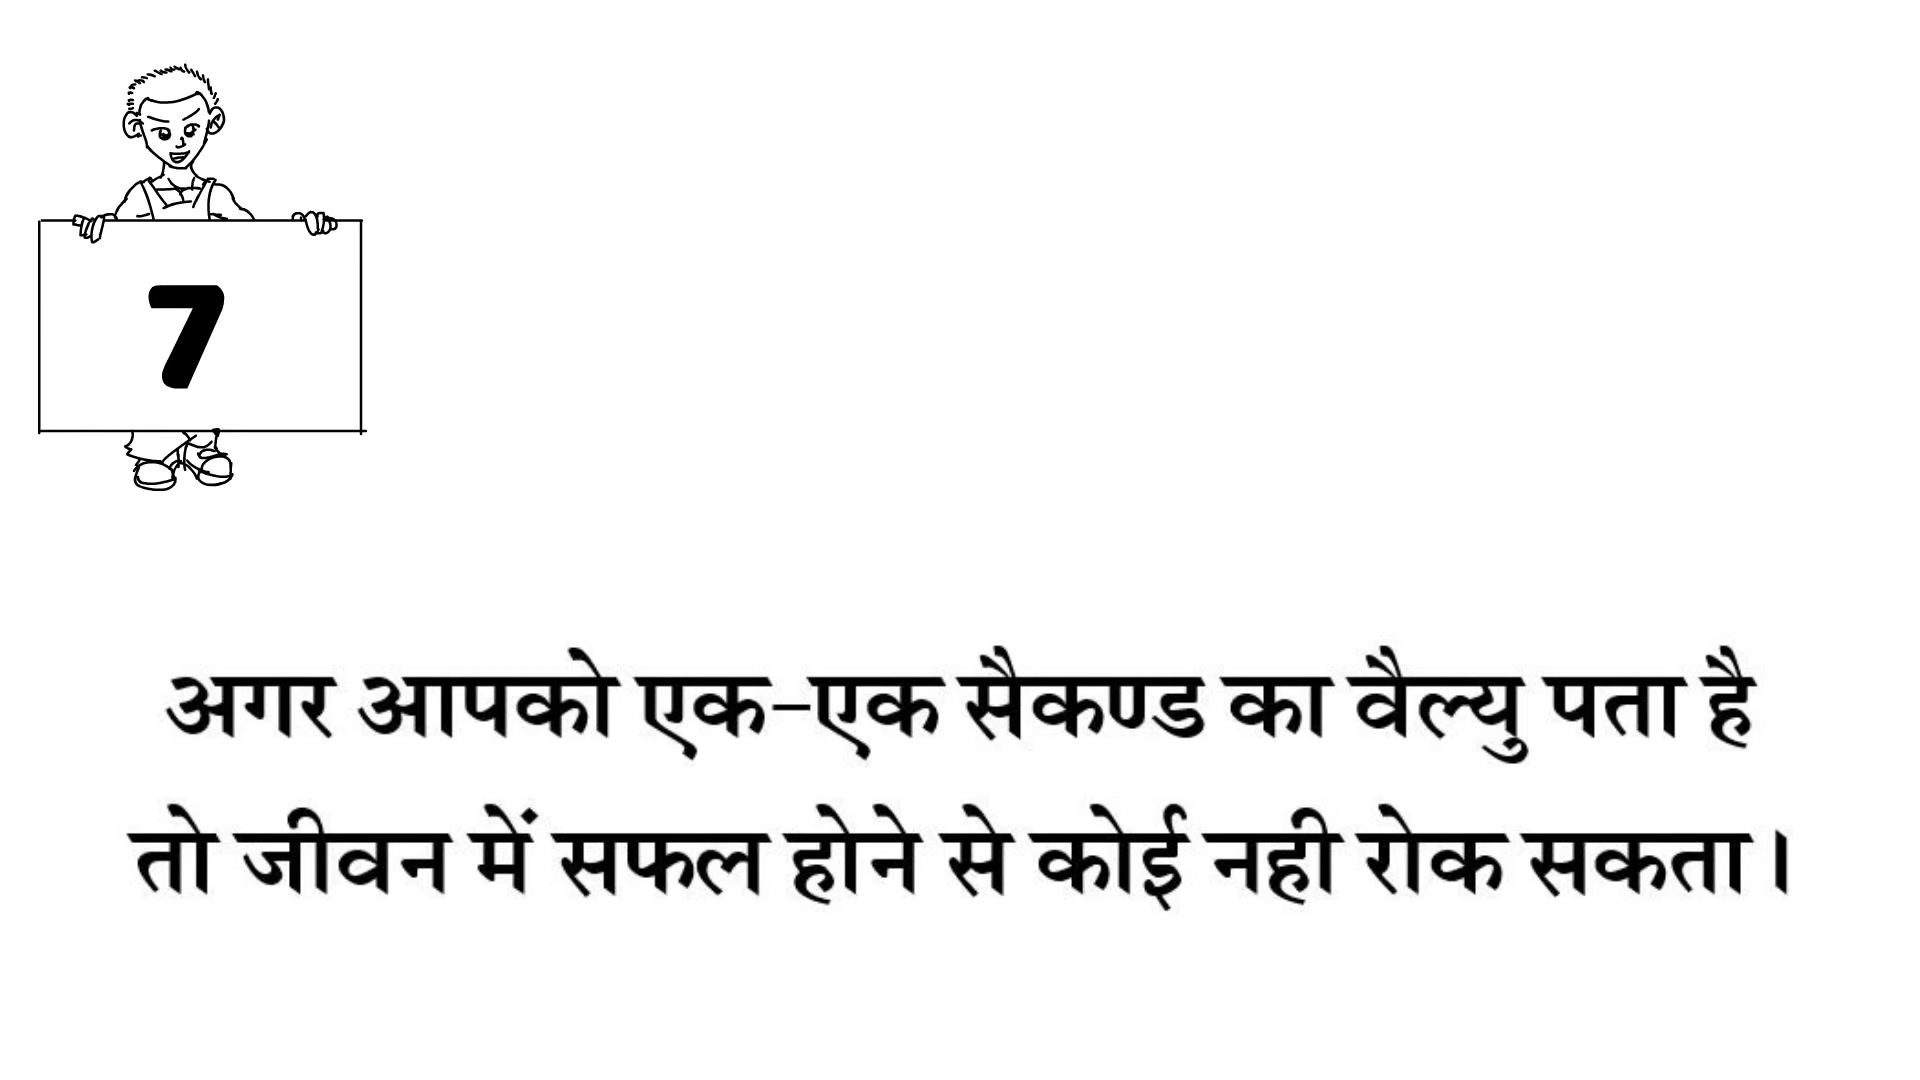 7
अगर आपको एक-एक सैकण्ड का वैल्यु पता है
तो जीवन में सफल होने से कोई नही रोक सकता।